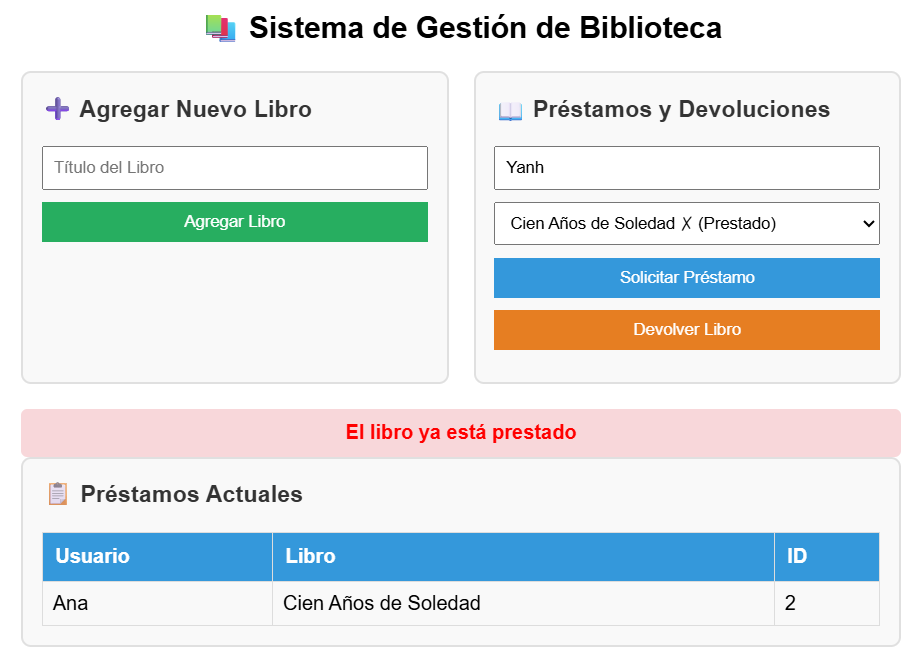 Sistema de Gestión de Biblioteca
Agregar Nuevo Libro
Título del Libro
Agregar Libro
Préstamos y Devoluciones
Yanh
Cien Años de Soledad ✗ (Prestado)
Solicitar Préstamo
Devolver Libro
El libro ya está prestado
Préstamos Actuales
Usuario Libro ID
Ana Cien Años de Soledad 2